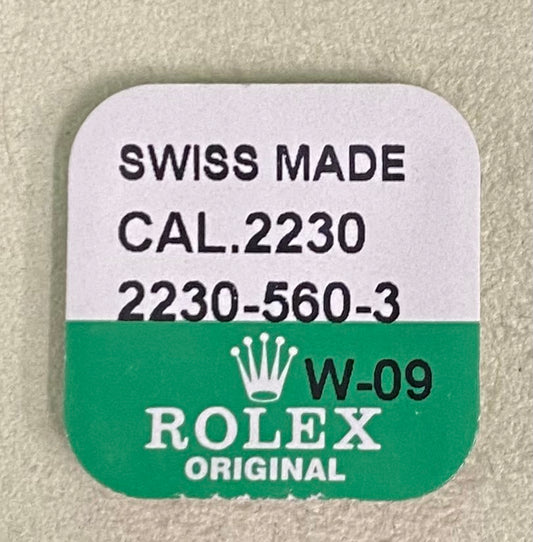 SWISS MADE
CAL.2230
2230-560-3
W-09
ROLEX
ORIGINAL